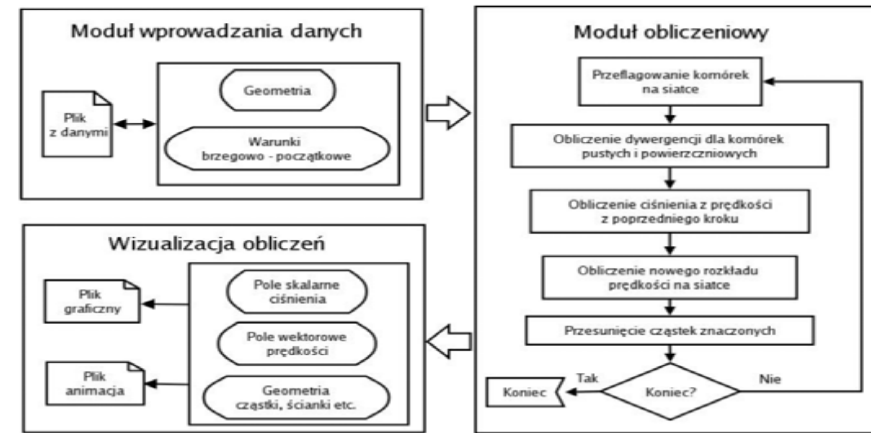 Moduł wprowadzania danych
Plik
z danymi
Geometria
Warunki
brzegowo - początkowe
Moduł obliczeniowy
Przeflagowanie komórek
na siatce
Obliczenie dywergencji dla komórek
pustych i powierzczniowych
Obliczenie ciśnienia z prędkości
z poprzedniego kroku
Obliczenie nowego rozkładu
prędkości na siatce
Przesunięcie cząstek znaczonych
Koniec?
Tak
Nie
Koniec
Wizualizacja obliczeń
Plik
graficzny
Plik
animacja
Pole skalarne
ciśnienia
Pole wektorowe
prędkości
Geometria
cząstki, ścianki etc.